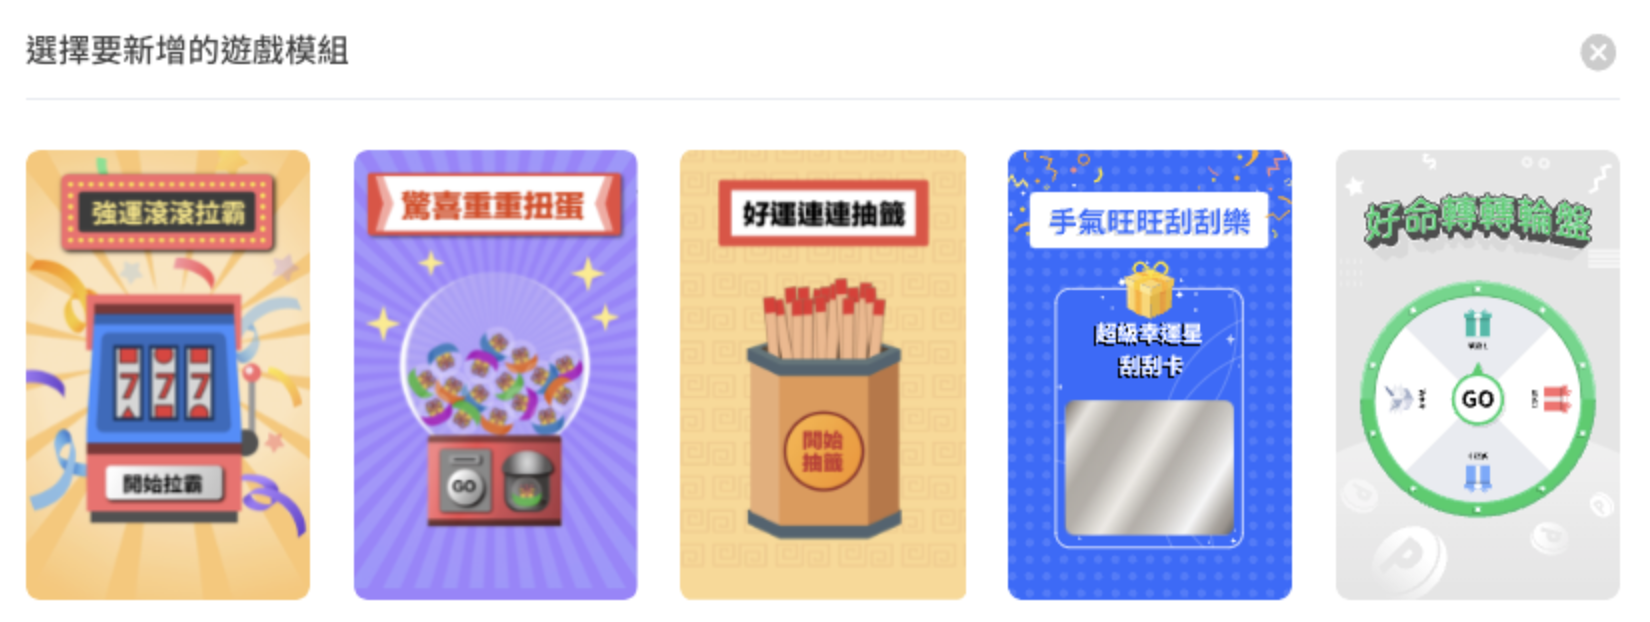 選擇要新增的遊戲模組
強運滾滾拉霸
777
開始拉霸
驚喜重重扭蛋
GO
好運連連抽籤
開始
抽籤
手氣旺旺刮刮樂
超級幸運星
刮刮卡
好命轉轉輪盤
GO
P
P
P
P